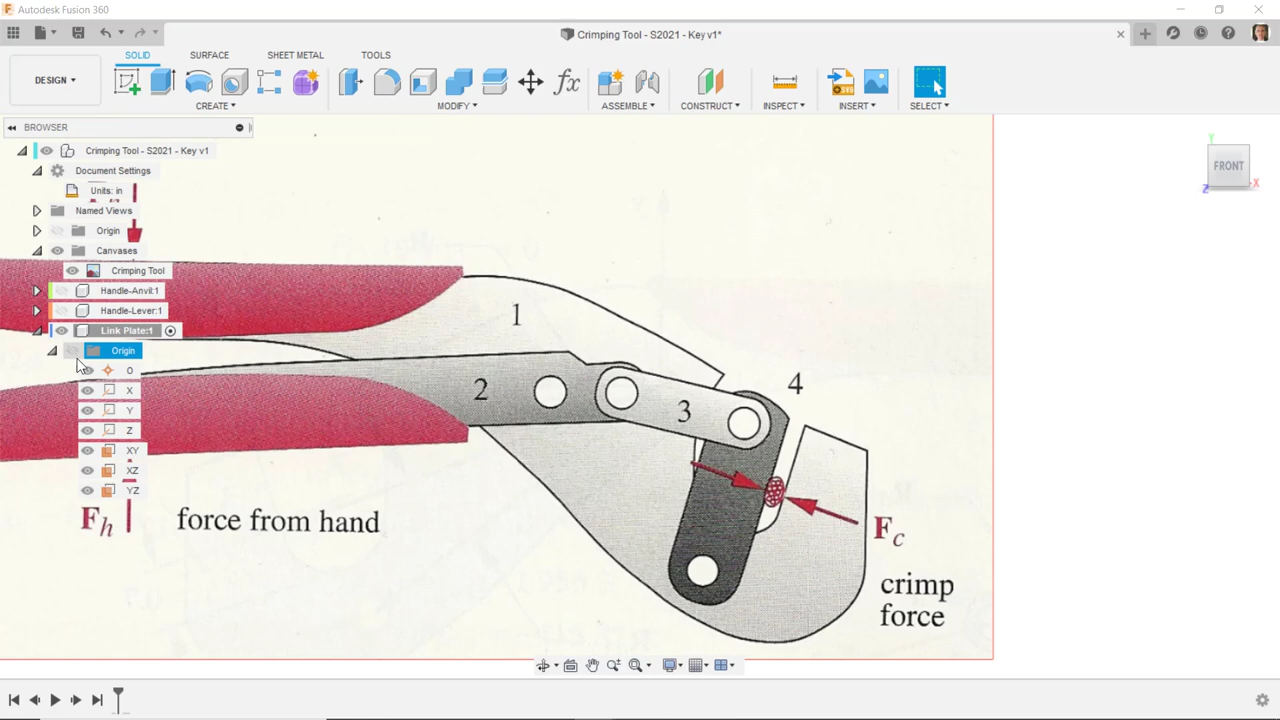 Autodesk Fusion 360
Crimping Tool - S2021 - Key v1*
SOLID
SURFACE
SHEET METAL
TOOLS
DESIGN
CREATE
MODIFY
ASSEMBLE
CONSTRUCT
INSPECT
INSERT
SELECT
BROWSER
Crimping Tool - S2021 - Key v1
Document Settings
Units: in
Named Views
Origin
Canvases
Crimping Tool
Handle-Anvil:1
Handle-Lever:1
Link Plate:1
Origin
O
X
Y
Z
XY
XZ
YZ
1
2
3
4
Fh
force from hand
Fc
crimp
force
Y
FRONT
X
Z